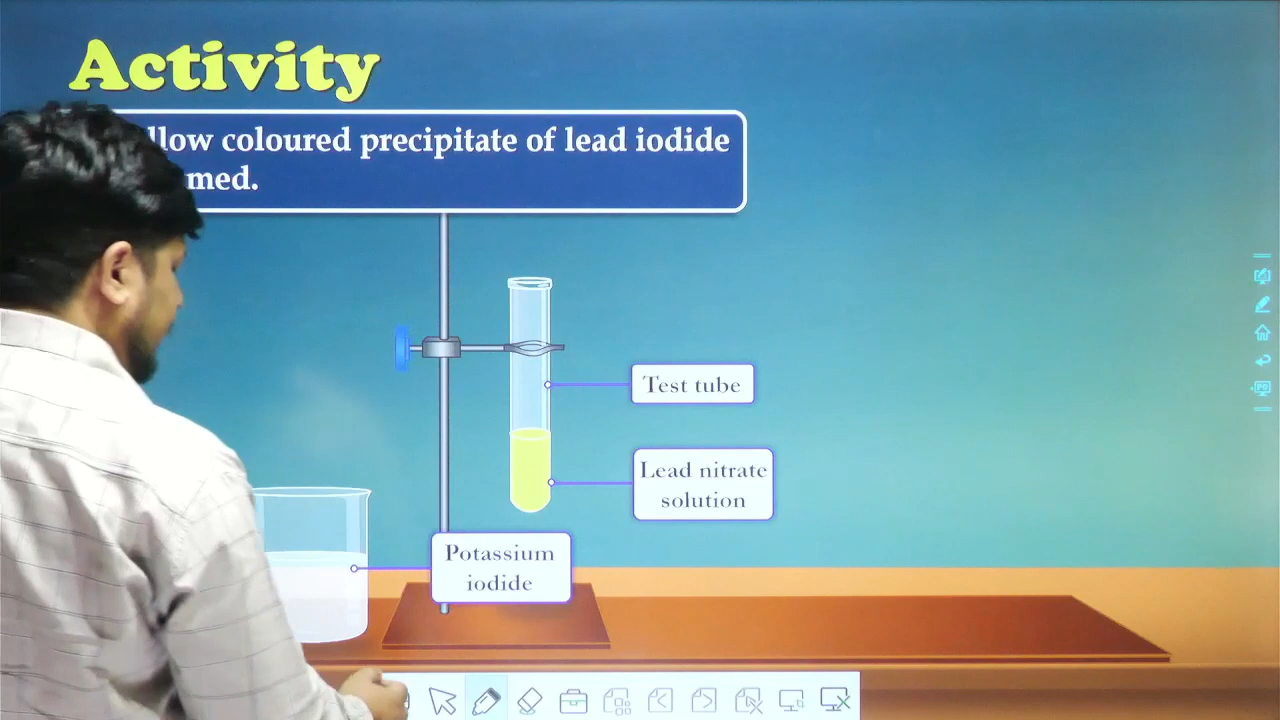 Activity
llow coloured precipitate of lead iodide
med.
Test tube
Lead nitrate
solution
Potassium
iodide